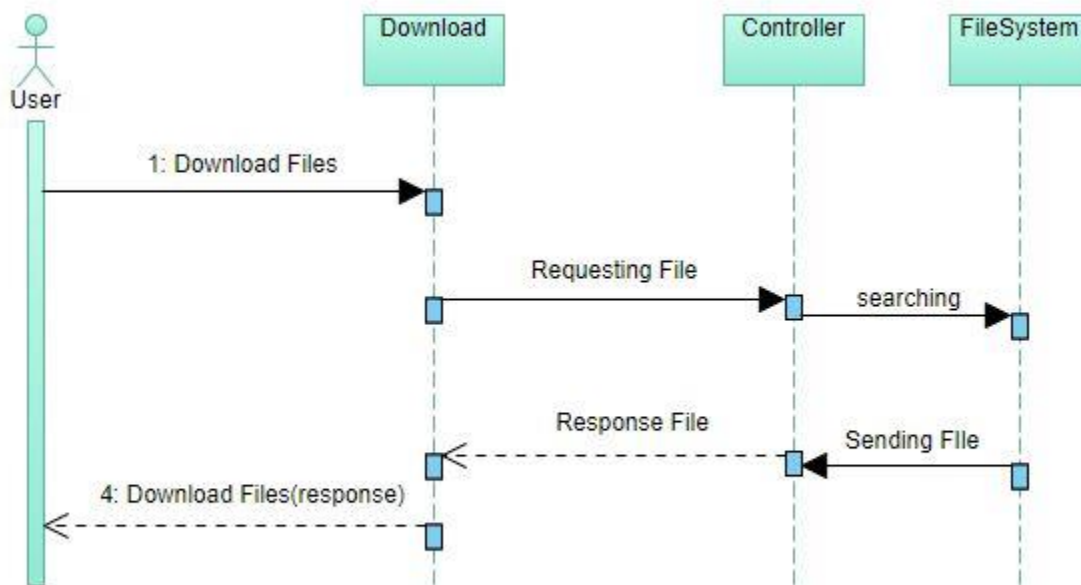 Download
Controller
FileSystem
User
1: Download Files
Requesting File
searching
Response File
Sending FIle
4: Download Files(response)